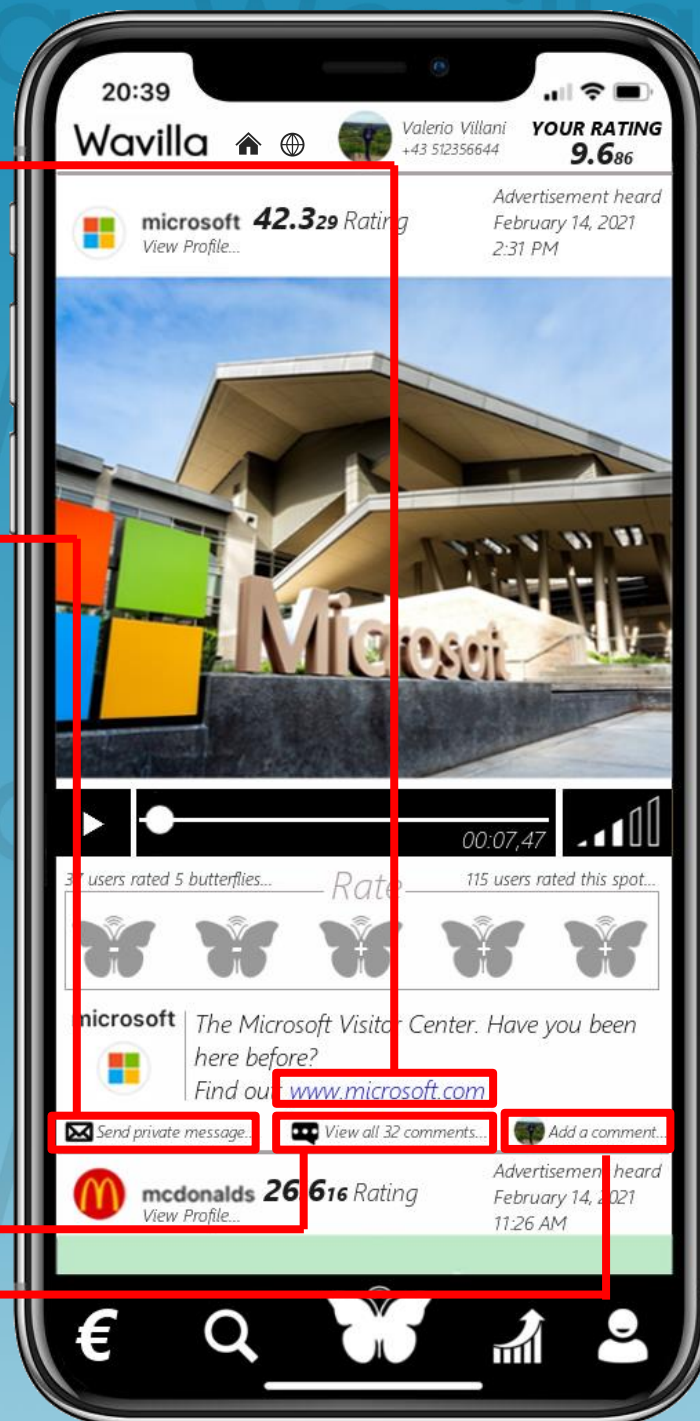 20:39
Wavilla
Valerio Villani
+43 512356644
YOUR RATING
9.686
microsoft 42.329 Rating
View Profile...
Advertisement heard
February 14, 2021
2:31 PM
Microsoft
00:07,47
37 users rated 5 butterflies...
Rate
115 users rated this spot...
microsoft
The Microsoft Visitor Center. Have you been
here before?
Find out www.microsoft.com
Send private message...
View all 32 comments...
Add a comment...
mcdonalds 26.616 Rating
View Profile...
Advertisement heard
February 14, 2021
11:26 AM
€